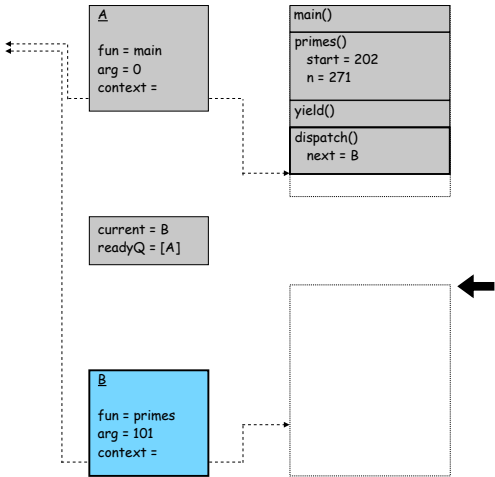 A
fun = main
arg = 0
context =
main()
primes()
start = 202
n = 271
yield()
dispatch()
next = B
current = B
readyQ = [A]
B
fun = primes
arg = 101
context =